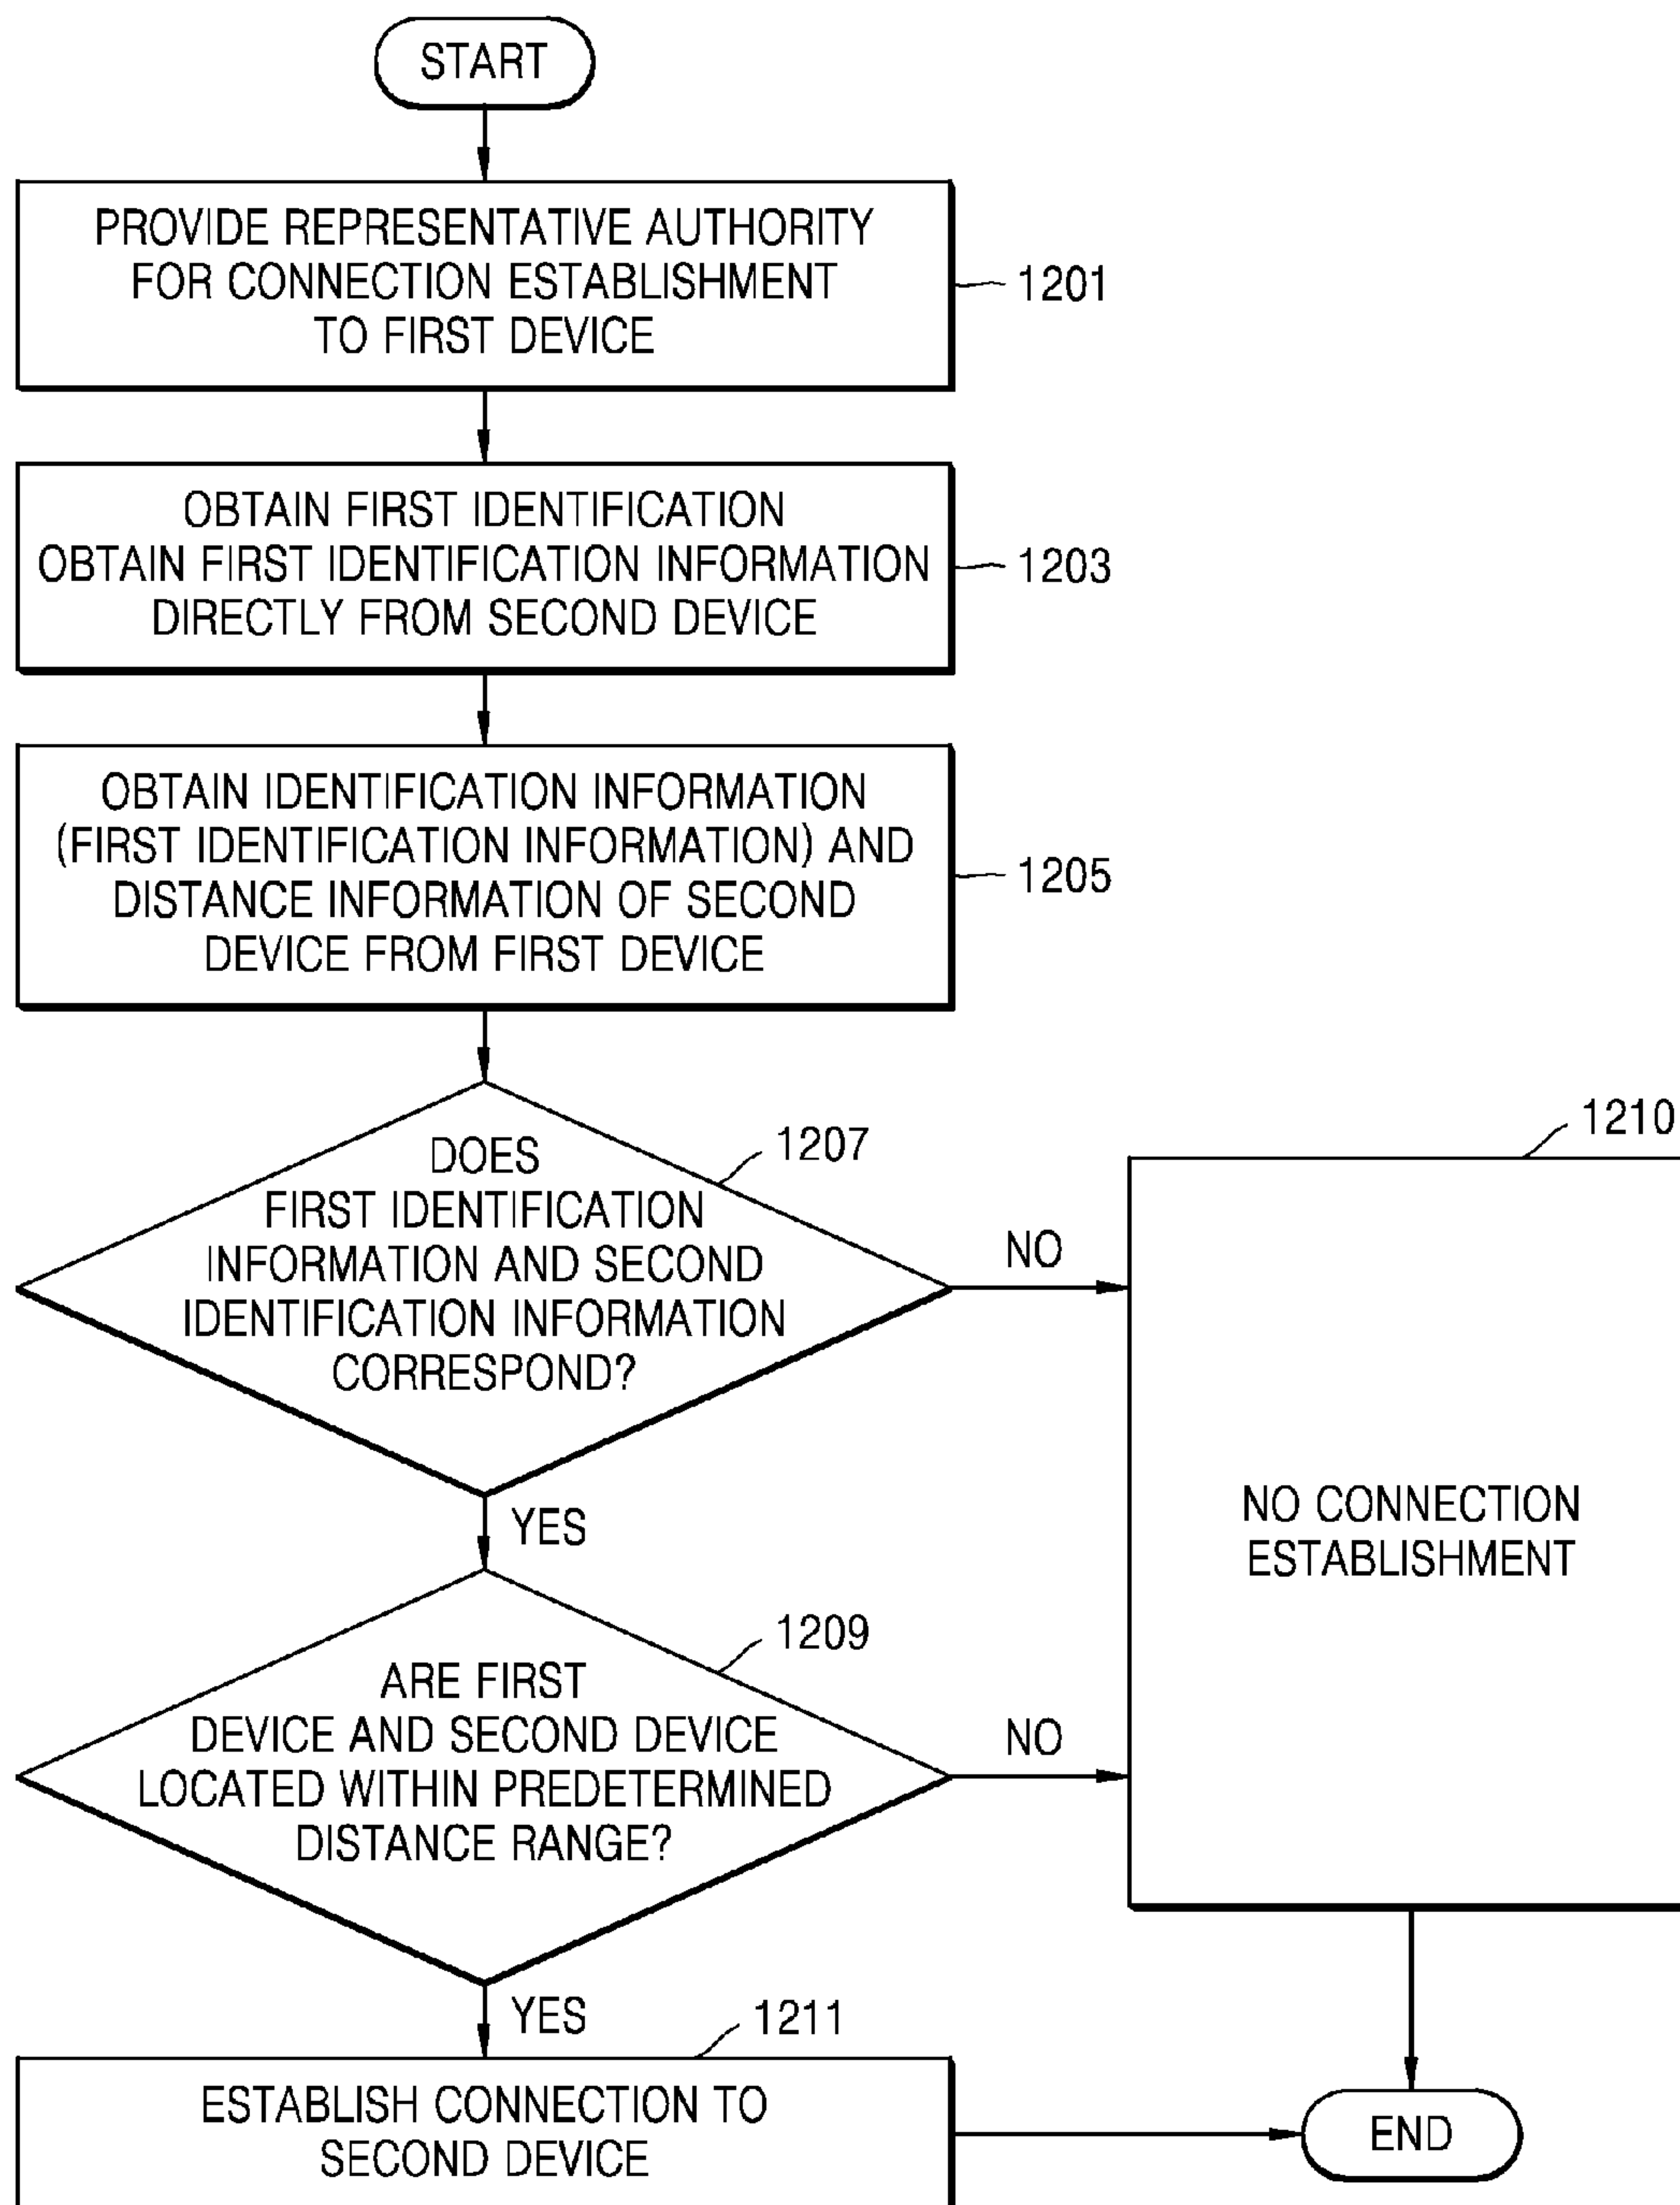 START
PROVIDE REPRESENTATIVE AUTHORITY
FOR CONNECTION ESTABLISHMENT
TO FIRST DEVICE
1201
OBTAIN FIRST IDENTIFICATION
OBTAIN FIRST IDENTIFICATION INFORMATION
DIRECTLY FROM SECOND DEVICE
1203
OBTAIN IDENTIFICATION INFORMATION
(FIRST IDENTIFICATION INFORMATION) AND
DISTANCE INFORMATION OF SECOND
DEVICE FROM FIRST DEVICE
1205
DOES
FIRST IDENTIFICATION
INFORMATION AND SECOND
IDENTIFICATION INFORMATION
CORRESPOND?
1207
NO
YES
1210
NO CONNECTION
ESTABLISHMENT
ARE FIRST
DEVICE AND SECOND DEVICE
LOCATED WITHIN PREDETERMINED
DISTANCE RANGE?
1209
NO
YES
1211
ESTABLISH CONNECTION TO
SECOND DEVICE
END